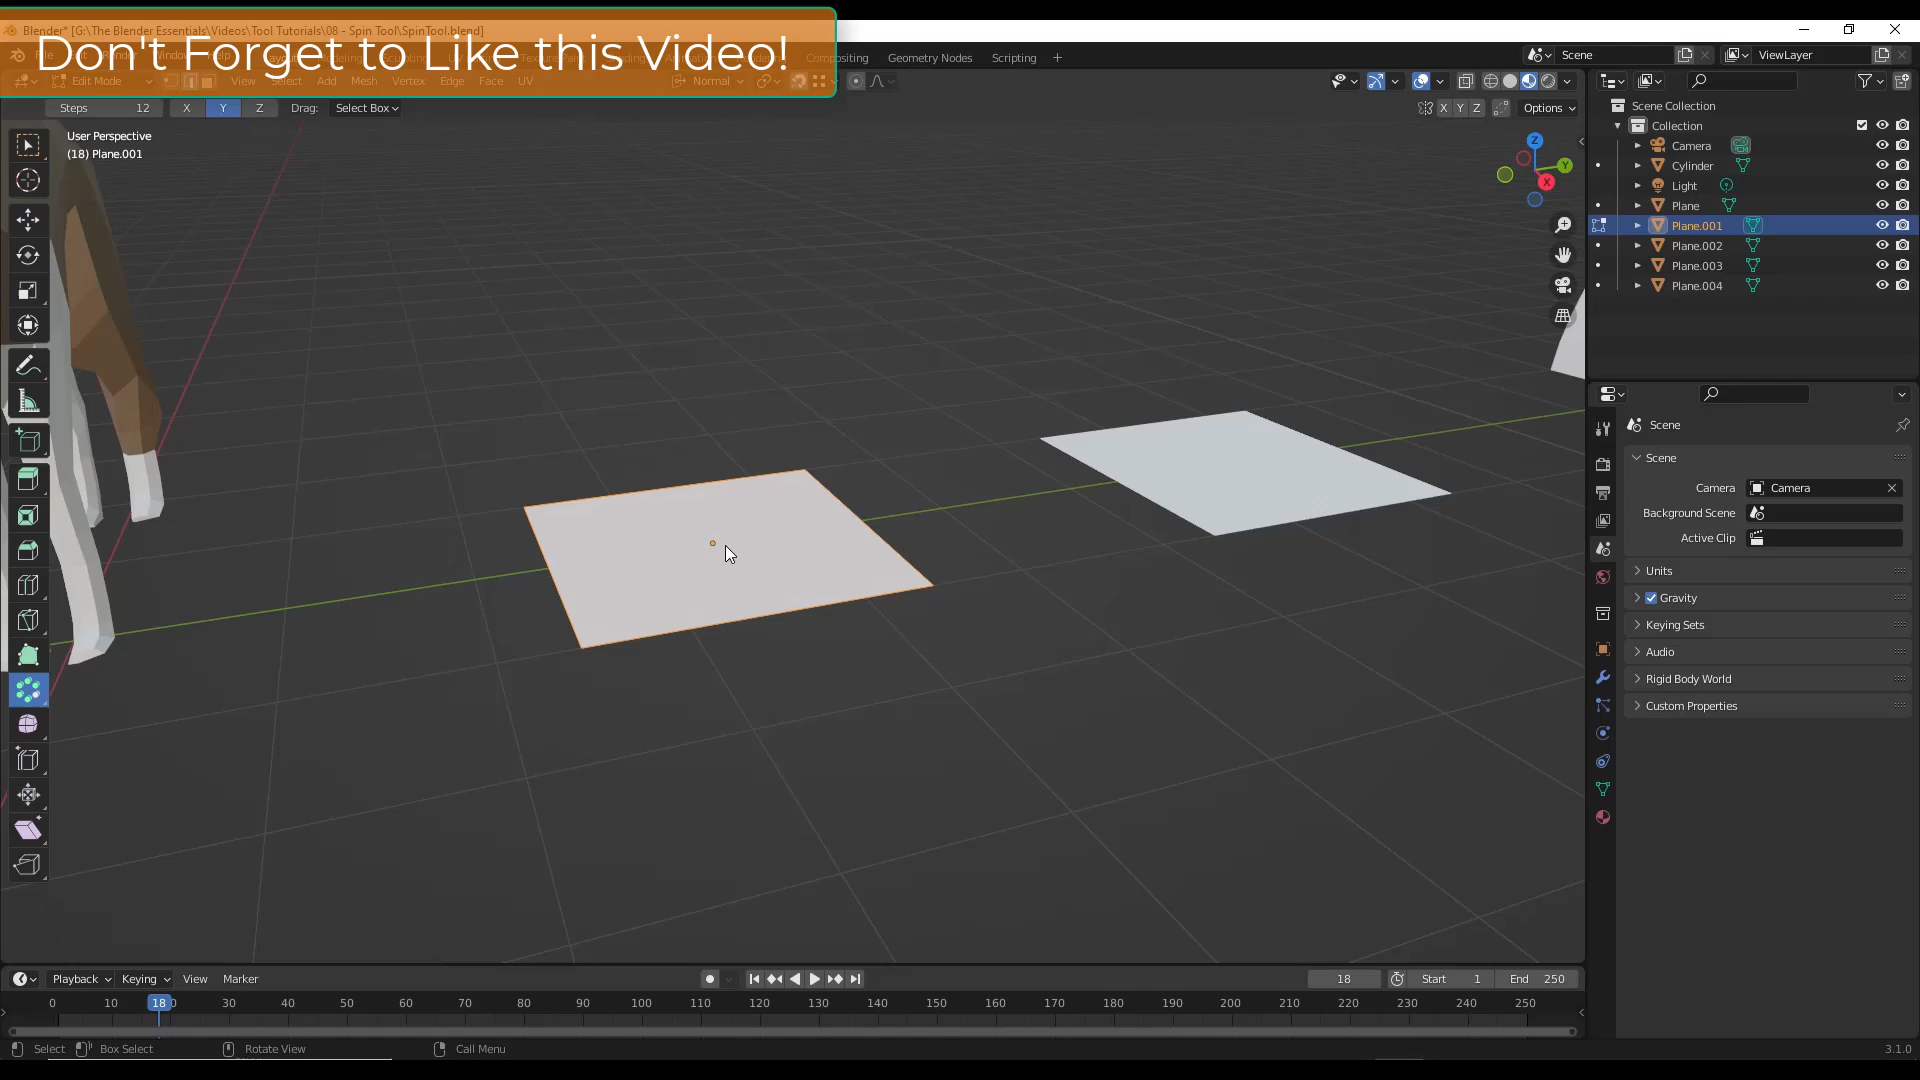 Blender* [G:\The Blender Essentials\Videos\Tool Tutorials\08 - Spin Tool\SpinTool.blend]
Don't Forget to Like this Video!
Compositing
Geometry Nodes
Scripting
+
Scene
ViewLayer
Edit Mode
View
Select
Add
Mesh
Vertex
Edge
Face
UV
Normal
Steps 12
X
Y
Z
Drag:
Select Box
X
Y
Z
Options
User Perspective
(18) Plane.001
Z
Y
X
Scene Collection
Collection
Camera
Cylinder
Light
Plane
Plane.001
Plane.002
Plane.003
Plane.004
Scene
Scene
Camera
Camera
Background Scene
Active Clip
Units
Gravity
Keying Sets
Audio
Rigid Body World
Custom Properties
Playback
Keying
View
Marker
18
Start 1
End 250
0 10 18 30 40 50 60 70 80 90 100 110 120 130 140 150 160 170 180 190 200 210 220 230 240 250
Select
Box Select
Rotate View
Call Menu
3.1.0